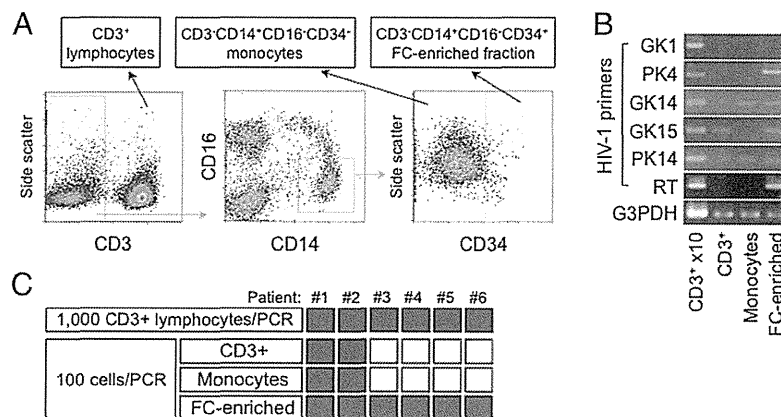 A
CD3+
lymphocytes
CD3-CD14+CD16-CD34-
monocytes
CD3-CD14+CD16-CD34+
FC-enriched fraction
Side scatter
CD3
CD16
CD14
Side scatter
CD34
B
HIV-1 primers
GK1
PK4
GK14
GK15
PK14
RT
G3PDH
CD3+ x10
CD3+
Monocytes
FC-enriched
C
Patient: #1 #2 #3 #4 #5 #6
1,000 CD3+ lymphocytes/PCR
100 cells/PCR
CD3+
Monocytes
FC-enriched